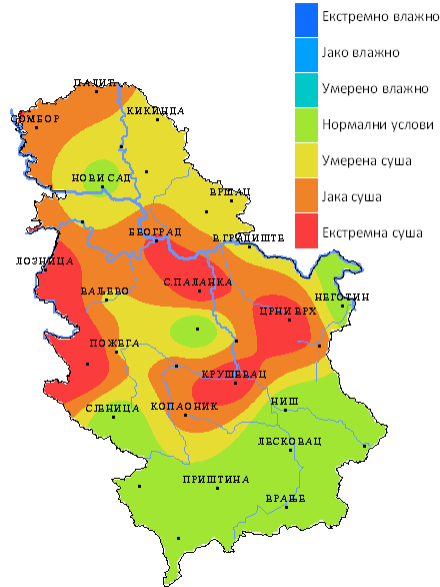 Екстремно влажно
Јако влажно
Умерено влажно
Нормални услови
Умерена суша
Јака суша
Екстремна суша
ПАЛИЋ
СОМБОР
КИКИНДА
НОВИ САД
ВРШАЦ
БЕОГРАД
В.ГРАДИШТЕ
ЛОЗНИЦА
ВАЉЕВО
С.ПАЛАНКА
НЕГОТИН
ЦРНИ ВРХ
ПОЖЕГА
КРУШЕВАЦ
СЈЕНИЦА
КОПАОНИК
НИШ
ЛЕСКОВАЦ
ПРИШТИНА
ВРАЊЕ